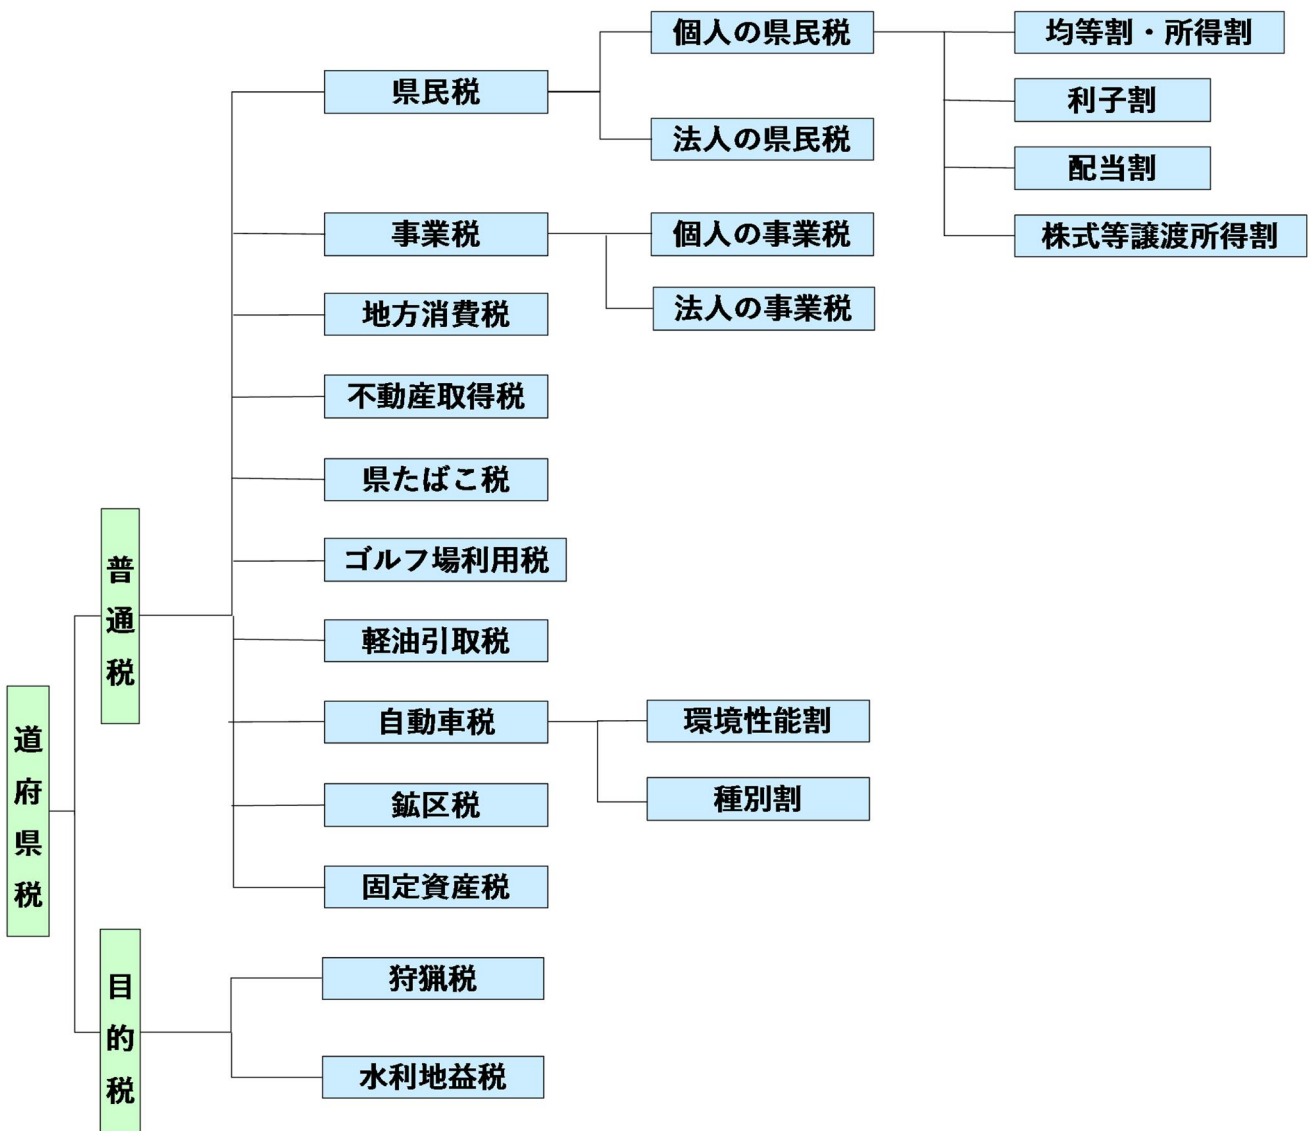 道府県税
普通税
県民税
個人の県民税
均等割・所得割
利子割
配当割
株式等譲渡所得割
法人の県民税
事業税
個人の事業税
法人の事業税
地方消費税
不動産取得税
県たばこ税
ゴルフ場利用税
軽油引取税
自動車税
環境性能割
種別割
鉱区税
固定資産税
目的税
狩猟税
水利地益税